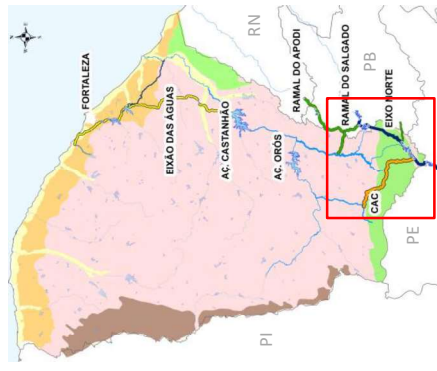 FORTALEZA
EIXÃO DAS ÁGUAS
AÇ. CASTANHÃO
AÇ. ORÓS
RAMAL DO APODI
RAMAL DO SALGADO
EIXO NORTE
CAC
RN
PB
PE
PI